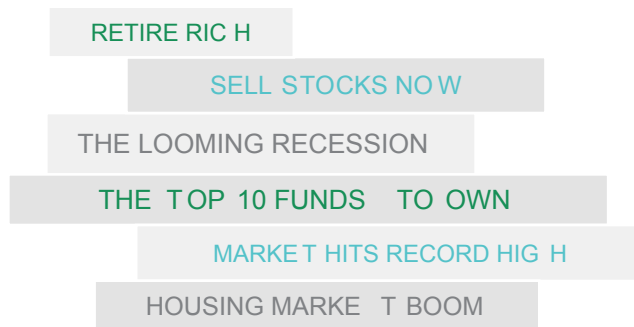 RETIRE RICH
SELL STOCKS NOW
THE LOOMING RECESSION
THE TOP 10 FUNDS TO OWN
MARKET HITS RECORD HIGH
HOUSING MARKET BOOM